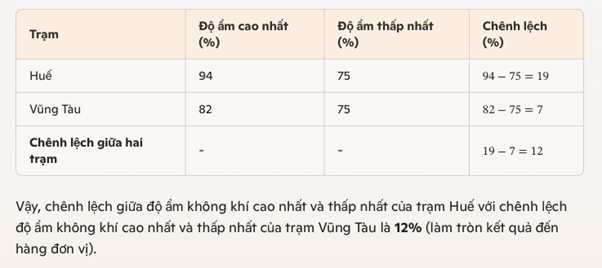 Trạm Độ ẩm cao nhất (%) Độ ẩm thấp nhất (%) Chênh lệch (%)
Huế 94 75 94 − 75 = 19
Vũng Tàu 82 75 82 − 75 = 7
Chênh lệch giữa hai trạm - - 19 − 7 = 12
Vậy, chênh lệch giữa độ ẩm không khí cao nhất và thấp nhất của trạm Huế với chênh lệch
độ ẩm không khí cao nhất và thấp nhất của trạm Vũng Tàu là 12% (làm tròn kết quả đến
hàng đơn vị).